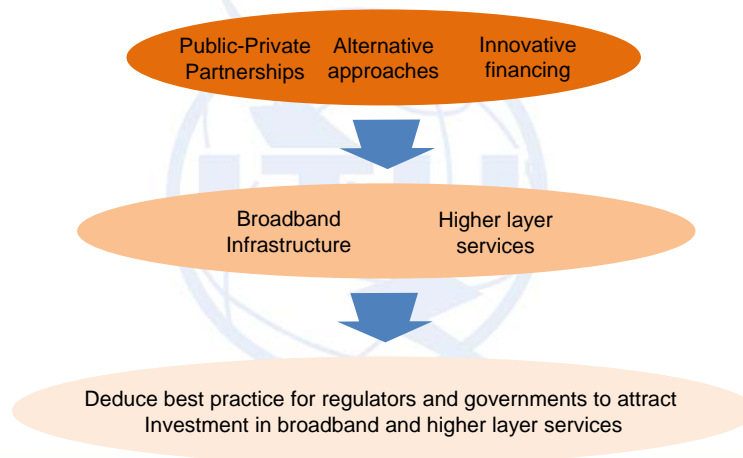 Public-Private Alternative Innovative
Partnerships approaches financing
Broadband Higher layer
Infrastructure services
Deduce best practice for regulators and governments to attract
Investment in broadband and higher layer services
ITU